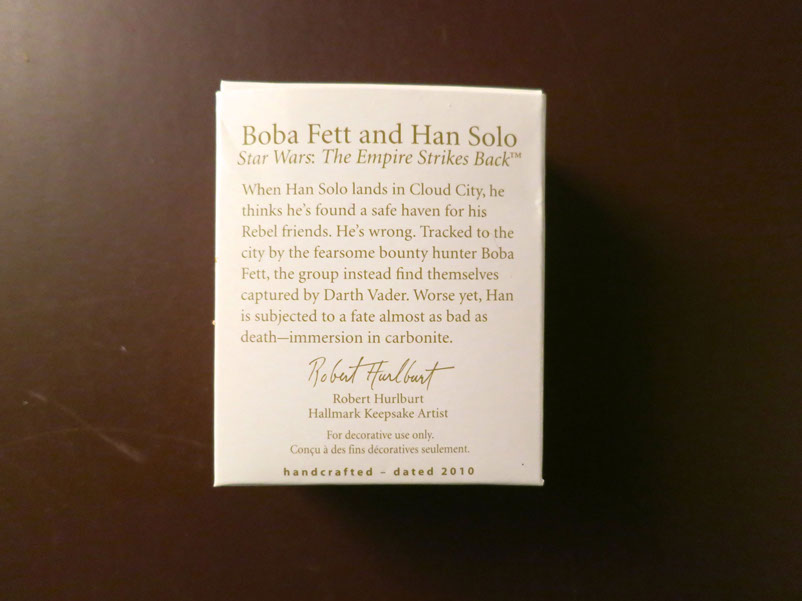 Boba Fett and Han Solo
Star Wars: The Empire Strikes Back™
When Han Solo lands in Cloud City, he
thinks he's found a safe haven for his
Rebel friends. He's wrong. Tracked to the
city by the fearsome bounty hunter Boba
Fett, the group instead find themselves
captured by Darth Vader. Worse yet, Han
is subjected to a fate almost as bad as
death—immersion in carbonite.
Robert Hurlburt
Robert Hurlburt
Hallmark Keepsake Artist
For decorative use only.
Conçu à des fins décoratives seulement.
handcrafted – dated 2010